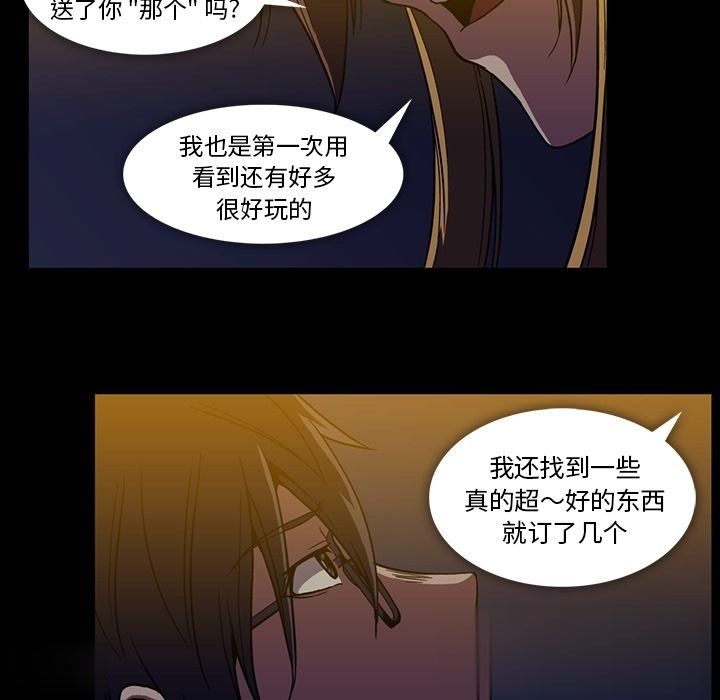 送了你 "那个" 吗?
我也是第一次用
看到还有好多
很好玩的
我还找到一些
真的超～好的东西
就订了几个